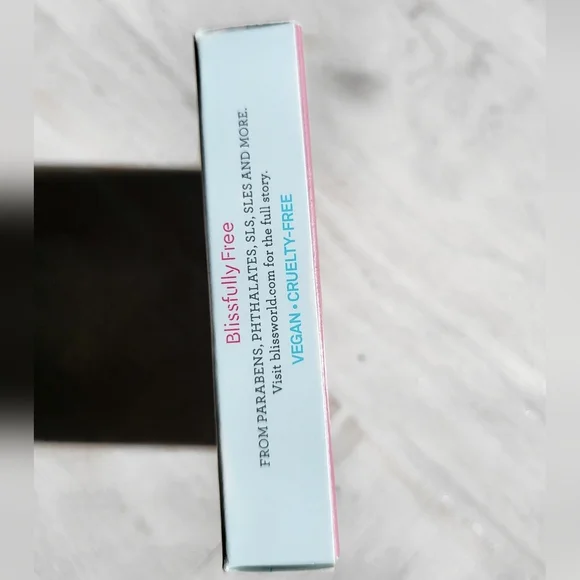 Blissfully Free
FROM PARABENS, PHTHALATES, SLS, SLES AND MORE.
Visit blissworld.com for the full story.
VEGAN • CRUELTY-FREE